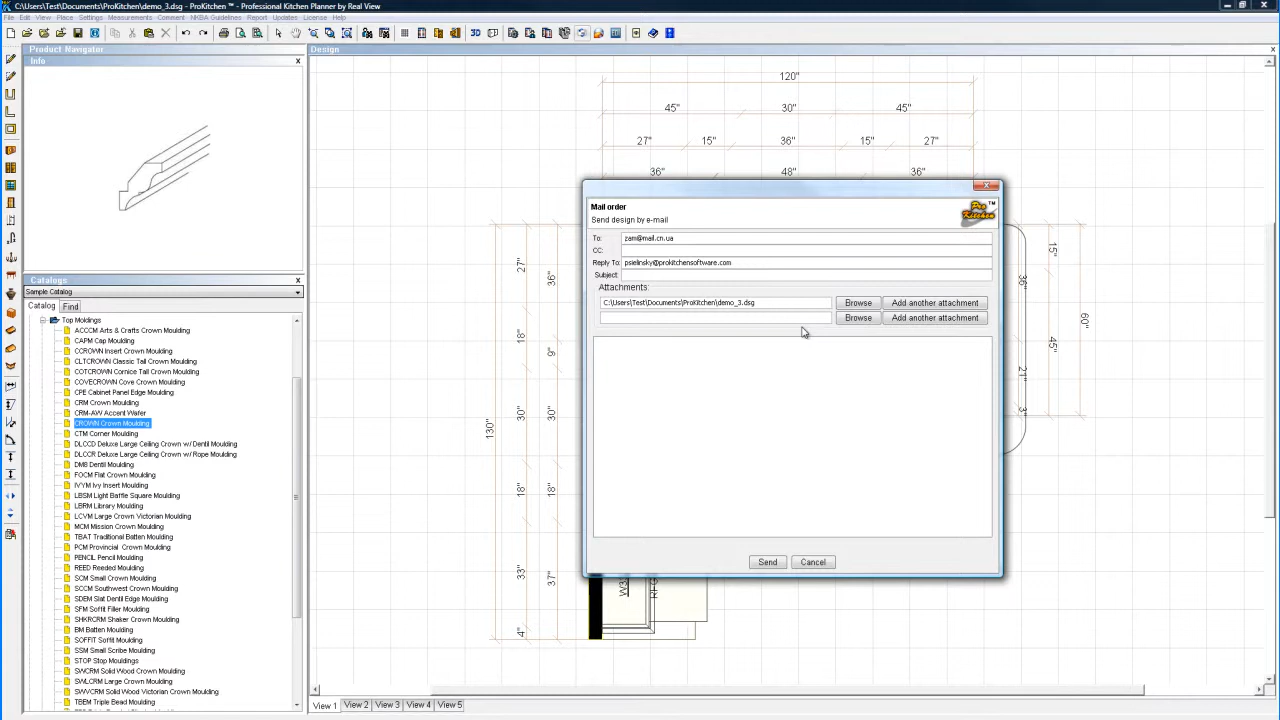 C:\Users\Test\Documents\ProKitchen\demo_3.dsg - ProKitchen ™ - Professional Kitchen Planner by Real View
File Edit View Place Settings Measurements Comment NKBA Guidelines Report Updates License Help
3D
Product Navigator
Info
Design
Catalogs
Sample Catalog
Catalog Find
Top Moldings
ACCCM Arts & Crafts Crown Moulding
CAPM Cap Moulding
CCROWN Insert Crown Moulding
CLTCROWN Classic Tall Crown Moulding
COTCROWN Cornice Tall Crown Moulding
COVECROWN Cove Crown Moulding
CPE Cabinet Panel Edge Moulding
CRM Crown Moulding
CRM-AW Accent Wafer
CROWN Crown Moulding
CTM Corner Moulding
DLCCD Deluxe Large Ceiling Crown w/ Dentil Moulding
DLCCR Deluxe Large Ceiling Crown w/ Rope Moulding
DM8 Dentil Moulding
FOCM Flat Crown Moulding
IVYM Ivy Insert Moulding
LBSM Light Baffle Square Moulding
LBRM Library Moulding
LCVM Large Crown Victorian Moulding
MCM Mission Crown Moulding
TBAT Traditional Batten Moulding
PCM Provincial Crown Moulding
PENCIL Pencil Moulding
REED Reeded Moulding
SCM Small Crown Moulding
SCCM Southwest Crown Moulding
SDEM Slat Dentil Edge Moulding
SFM Soffit Filler Moulding
SHKRCRM Shaker Crown Moulding
BM Batten Moulding
SOFFIT Soffit Moulding
SSM Small Scribe Moulding
STOP Stop Mouldings
SWCRM Solid Wood Crown Moulding
SWLCRM Large Crown Moulding
SWVCRM Solid Wood Victorian Crown Moulding
TBEM Triple Bead Moulding
120"
45" 30" 45"
27" 15" 36" 15" 27"
36" 48" 36"
130"
27"
18"
30"
18"
33"
4"
36"
9"
30"
18"
37"
36"
21"
3"
15"
45"
60"
Mail order
Send design by e-mail
Pro Kitchen ™
To: zam@mail.cn.ua
CC:
Reply To: psielinsky@prokitchensoftware.com
Subject:
Attachments:
C:\Users\Test\Documents\ProKitchen\demo_3.dsg Browse Add another attachment
Browse Add another attachment
Send Cancel
View 1 View 2 View 3 View 4 View 5